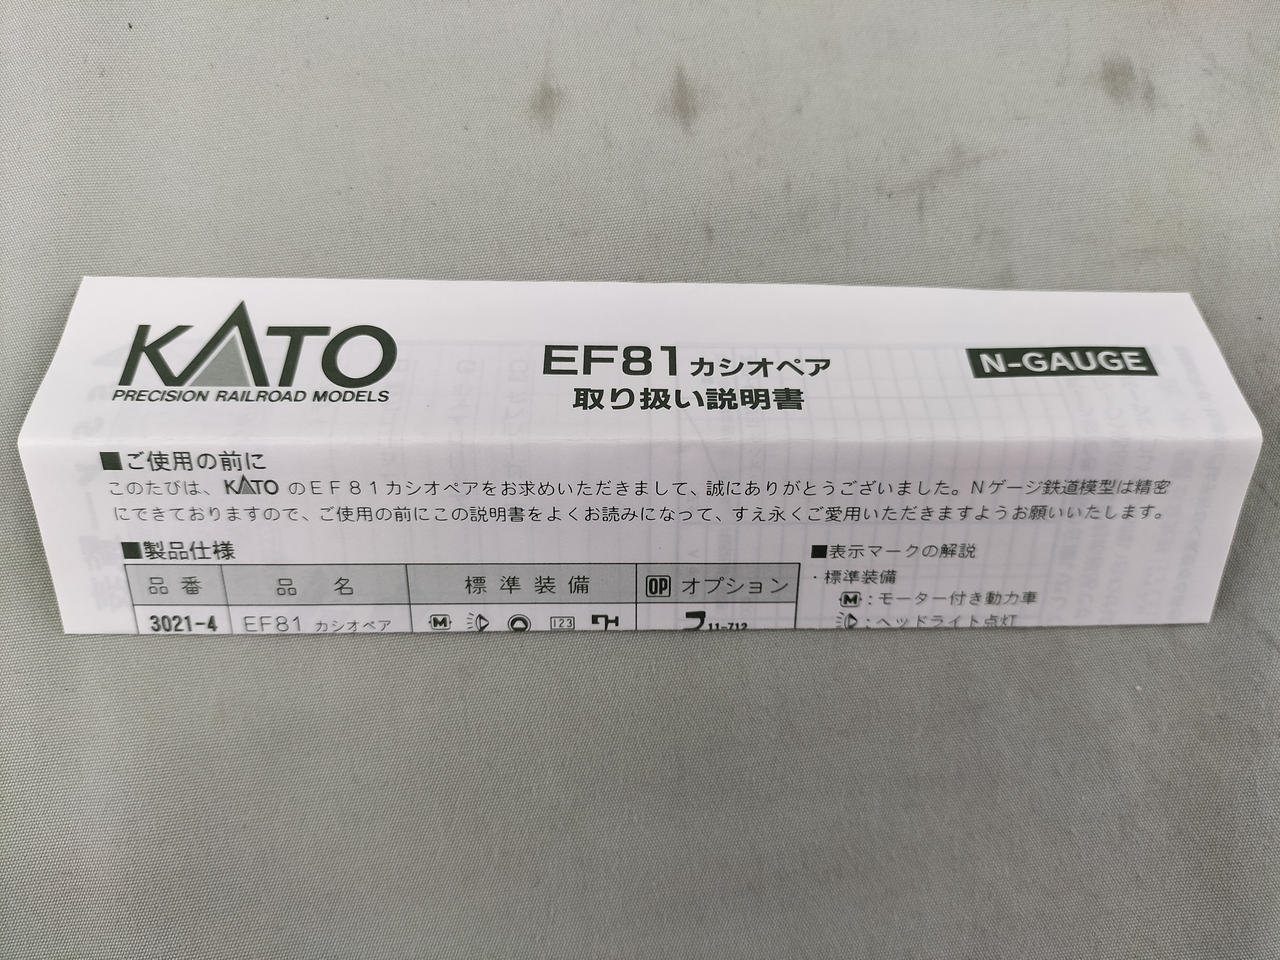 KATO
PRECISION RAILROAD MODELS
EF81 カシオペア
取り扱い説明書
N-GAUGE
■ご使用の前に
このたびは、KATO のＥＦ８１カシオペアをお求めいただきまして、誠にありがとうございました。Nゲージ鉄道模型は精密
にできておりますので、ご使用の前にこの説明書をよくお読みになって、すえ永くご愛用いただきますようお願いいたします。
■製品仕様
品番 品名 標準装備 OP オプション
3021-4 EF81 カシオペア M 123 11-712
■表示マークの解説
・標準装備
M：モーター付き動力車
：ヘッドライト点灯